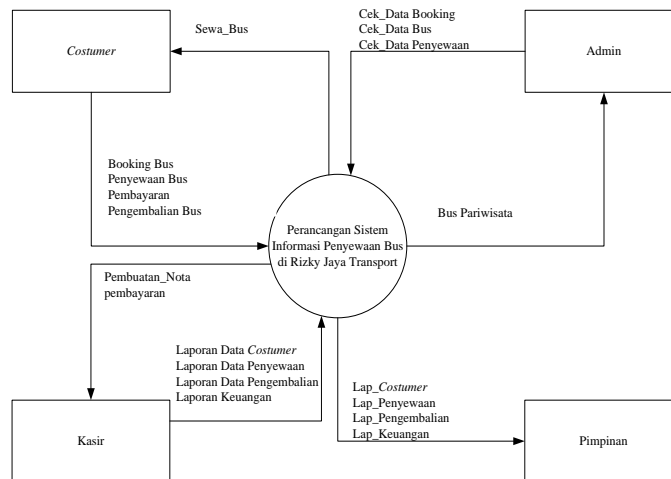 Costumer
Sewa_Bus
Cek_Data Booking
Cek_Data Bus
Cek_Data Penyewaan
Admin
Booking Bus
Penyewaan Bus
Pembayaran
Pengembalian Bus
Perancangan Sistem
Informasi Penyewaan Bus
di Rizky Jaya Transport
Bus Pariwisata
Pembuatan_Nota
pembayaran
Laporan Data Costumer
Laporan Data Penyewaan
Laporan Data Pengembalian
Laporan Keuangan
Lap_Costumer
Lap_Penyewaan
Lap_Pengembalian
Lap_Keuangan
Kasir
Pimpinan